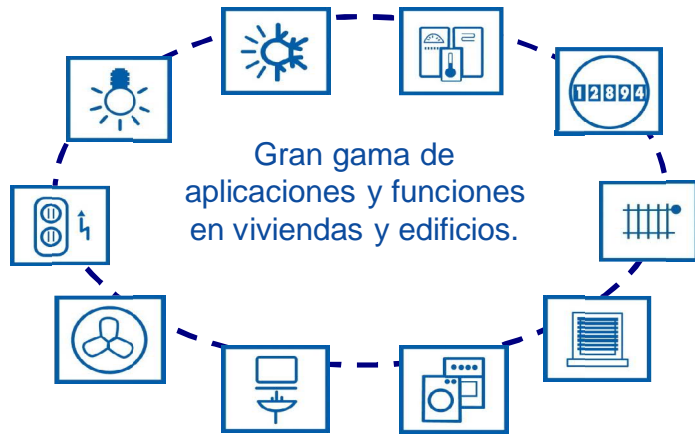 12894
Gran gama de
aplicaciones y funciones
en viviendas y edificios.